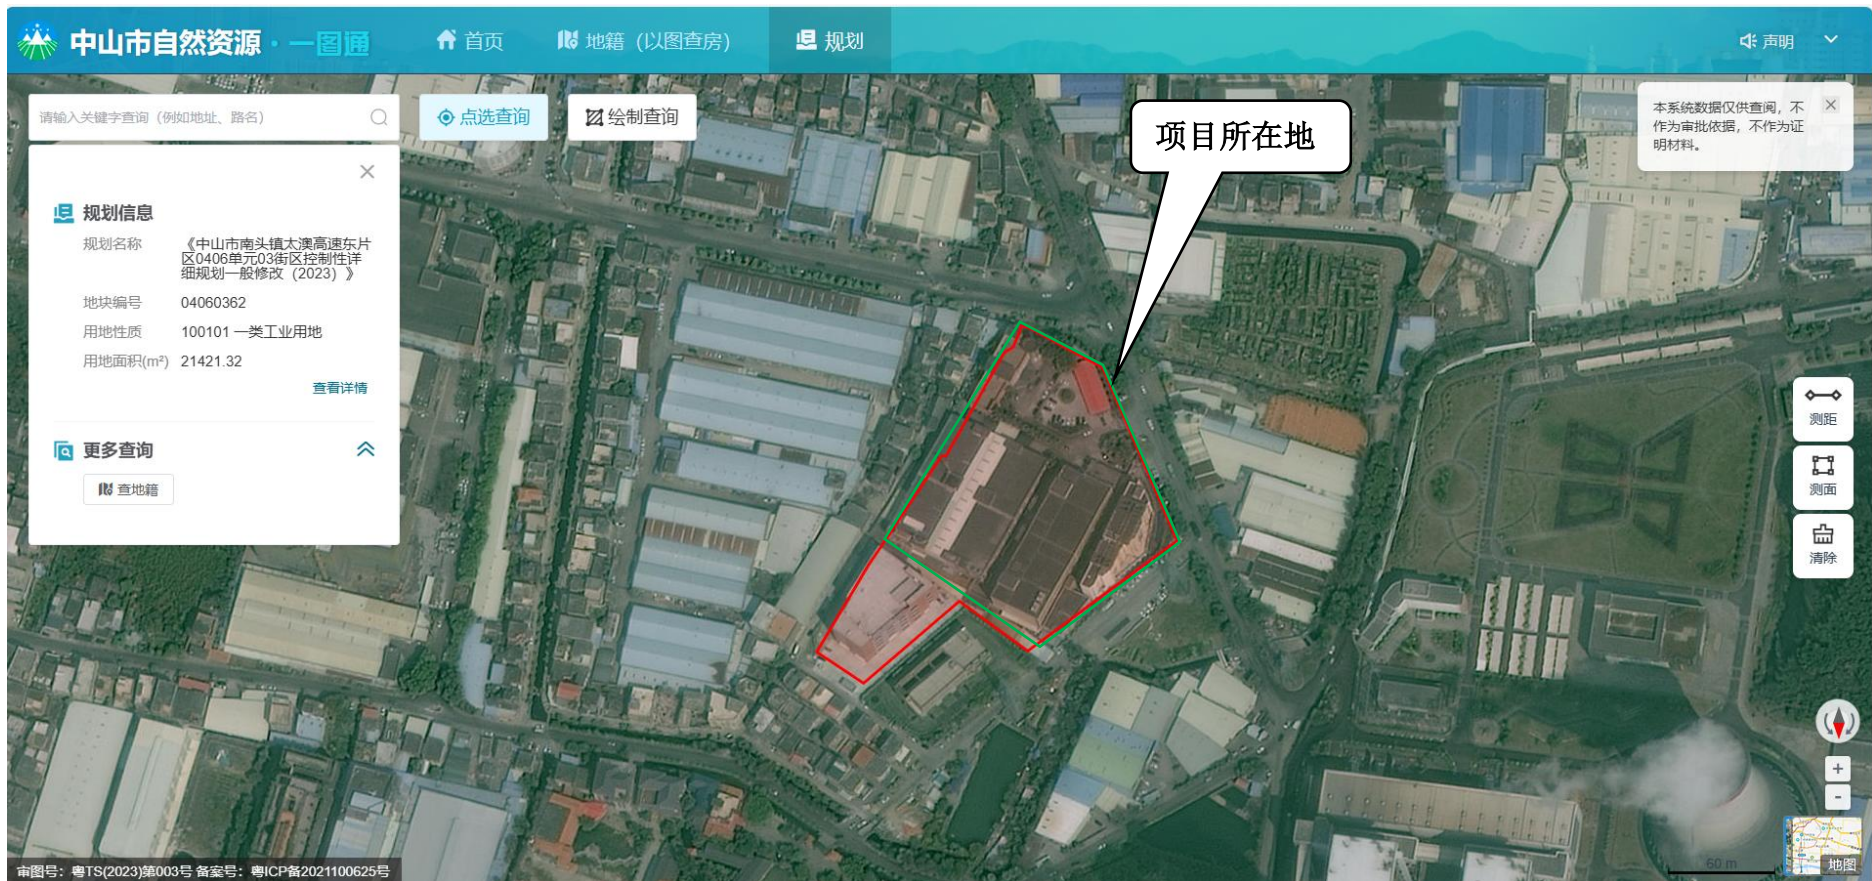 中山市自然资源·一图通
首页
地籍（以图查房）
规划
声明
请输入关键字查询（例如地址、路名）
点选查询
绘制查询
项目所在地
本系统数据仅供查阅，不
作为审批依据，不作为证
明材料。
规划信息
规划名称
《中山市南头镇太澳高速东片
区0406单元03街区控制性详
细规划一般修改（2023）》
地块编号 04060362
用地性质 100101 一类工业用地
用地面积(m²) 21421.32
查看详情
更多查询
查地籍
测距
测面
清除
+
-
60 m
地图
审图号：粤TS(2023)第003号 备案号：粤ICP备2021100625号